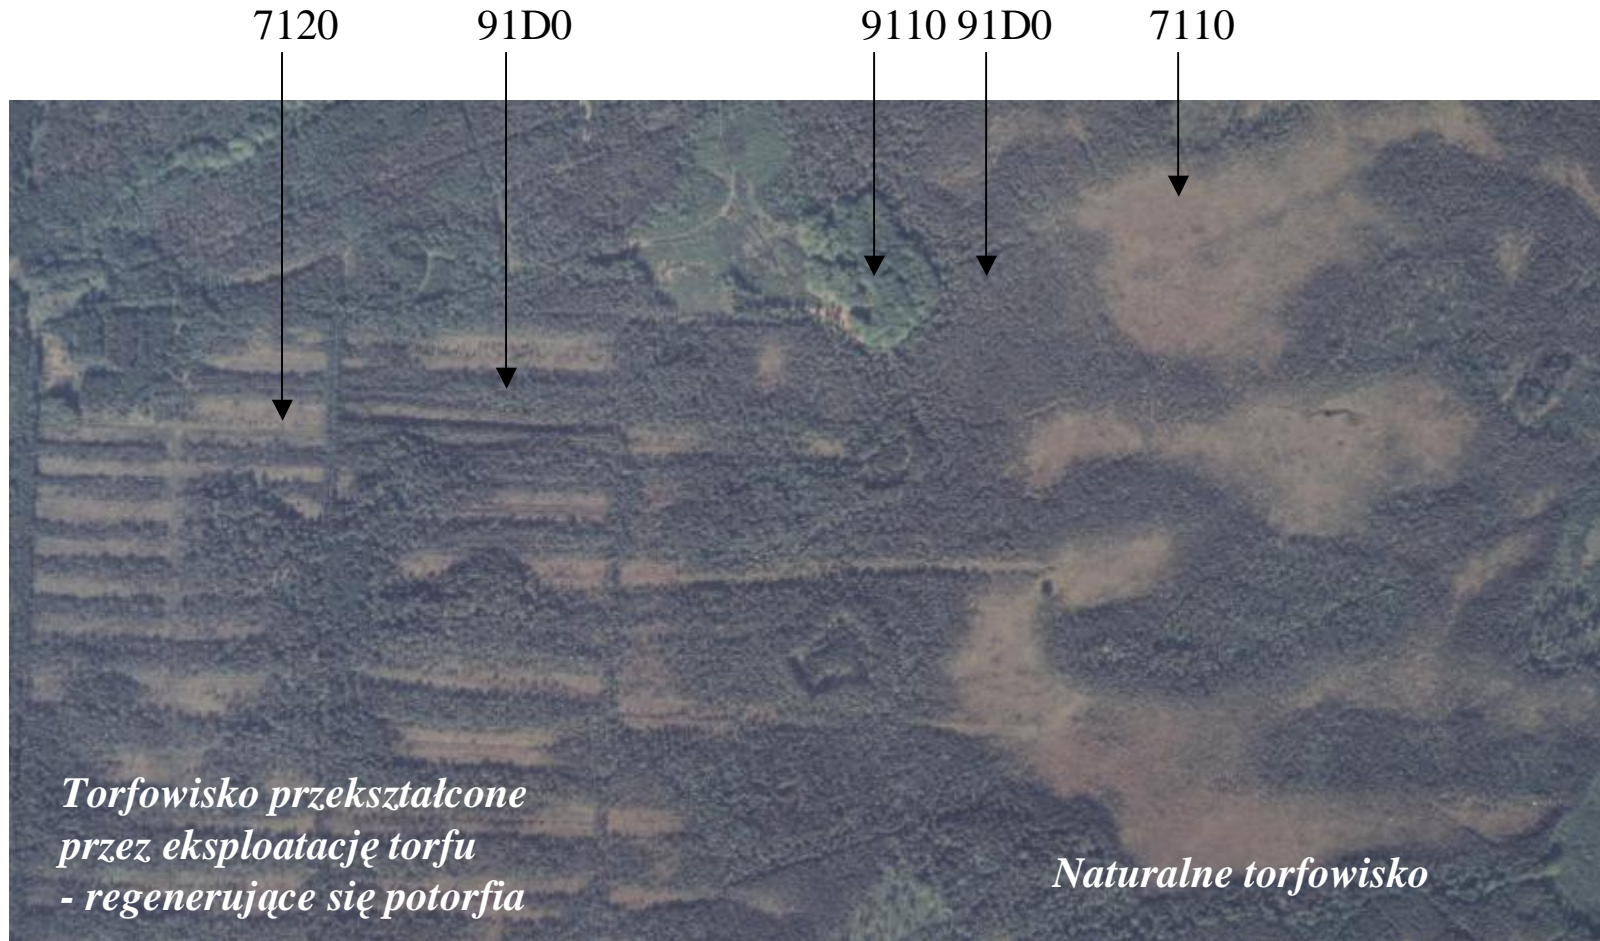 7120 91D0 9110 91D0 7110
Torfowisko przekształcone
przez eksploatację torfu
- regenerujące się potorfia
Naturalne torfowisko